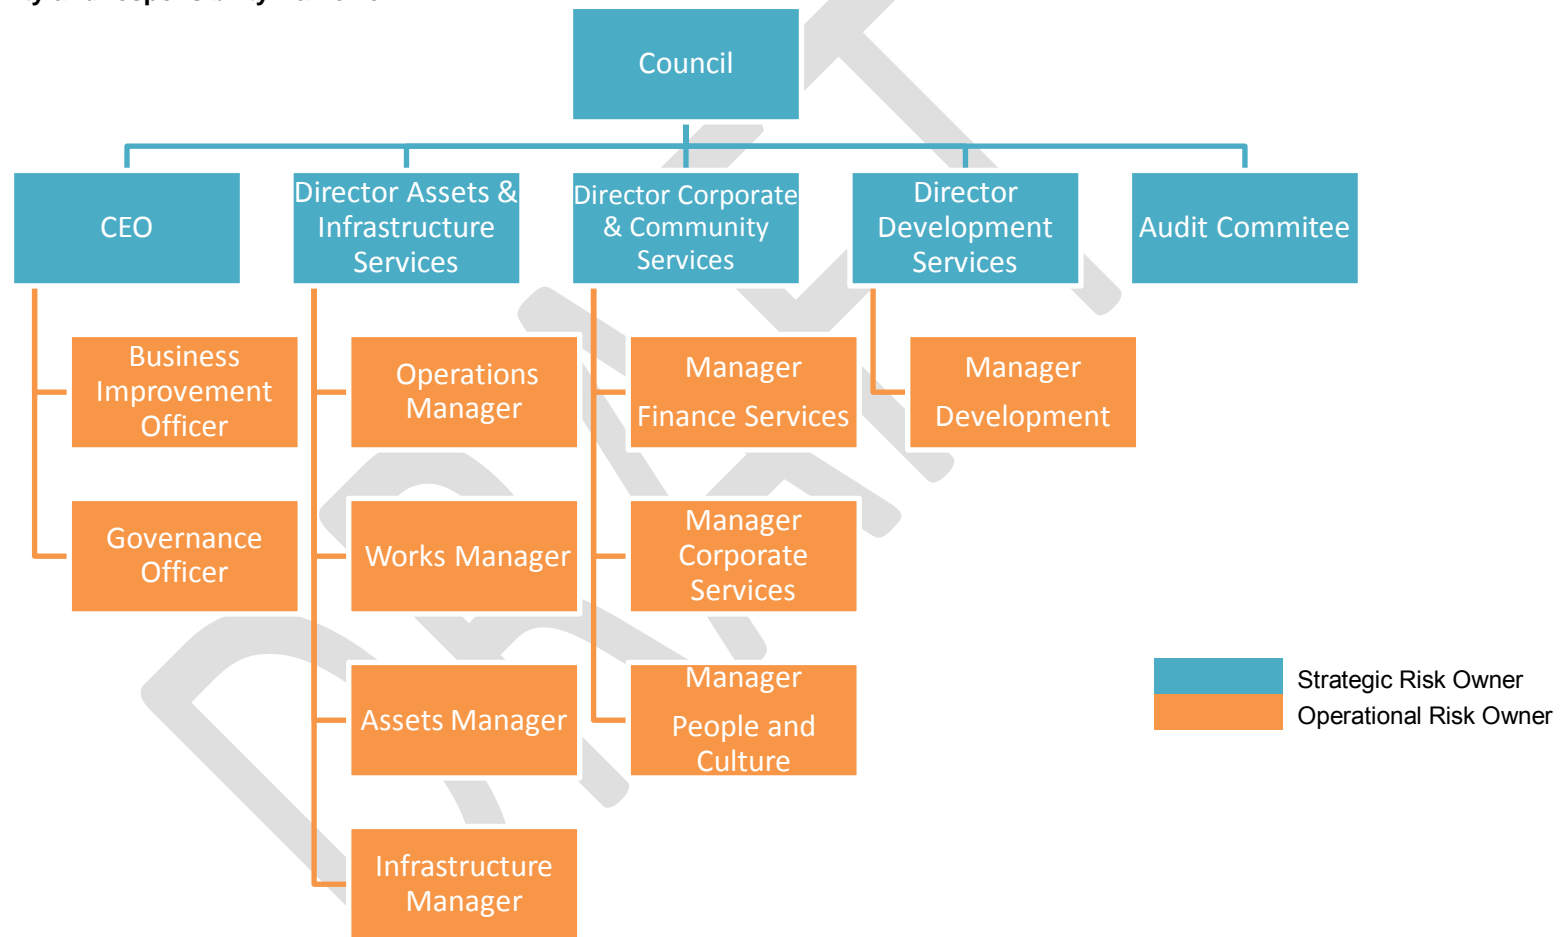 Council
CEO
Director Assets &
Infrastructure
Services
Director Corporate
& Community
Services
Director
Development
Services
Audit Commitee
Business
Improvement
Officer
Governance
Officer
Operations
Manager
Works Manager
Assets Manager
Infrastructure
Manager
Manager
Finance Services
Manager
Corporate
Services
Manager
People and
Culture
Manager
Development
Strategic Risk Owner
Operational Risk Owner
DRAFT